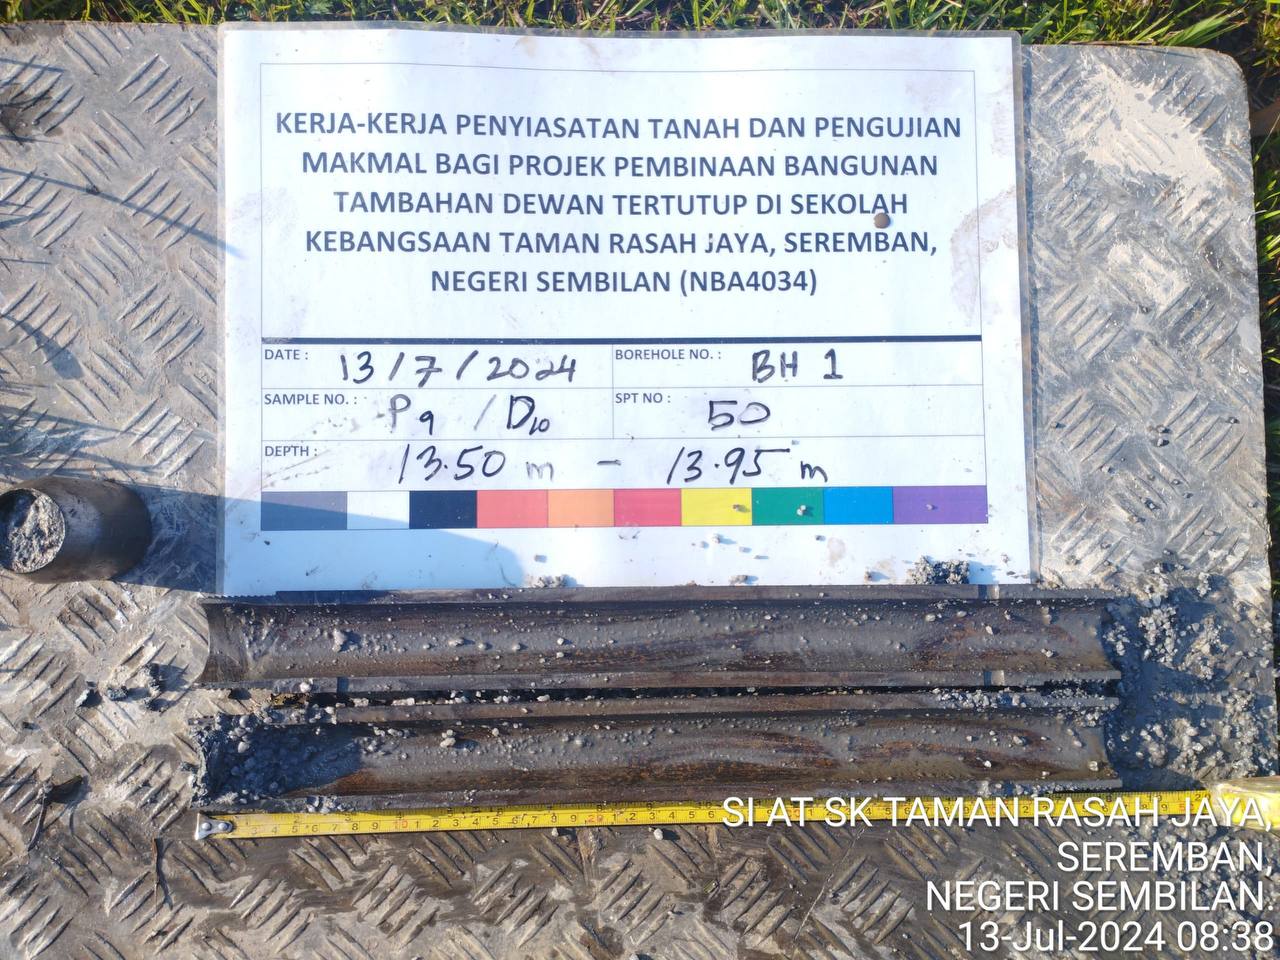 KERJA-KERJA PENYIASATAN TANAH DAN PENGUJIAN
MAKMAL BAGI PROJEK PEMBINAAN BANGUNAN
TAMBAHAN DEWAN TERTUTUP DI SEKOLAH
KEBANGSAAN TAMAN RASAH JAYA, SEREMBAN,
NEGERI SEMBILAN (NBA4034)
DATE : 13/7/2024 BOREHOLE NO. : BH 1
SAMPLE NO. : P9 / D10 SPT NO : 50
DEPTH : 13.50 m - 13.95 m
SI AT SK TAMAN RASAH JAYA,
SEREMBAN,
NEGERI SEMBILAN.
13-Jul-2024 08:38